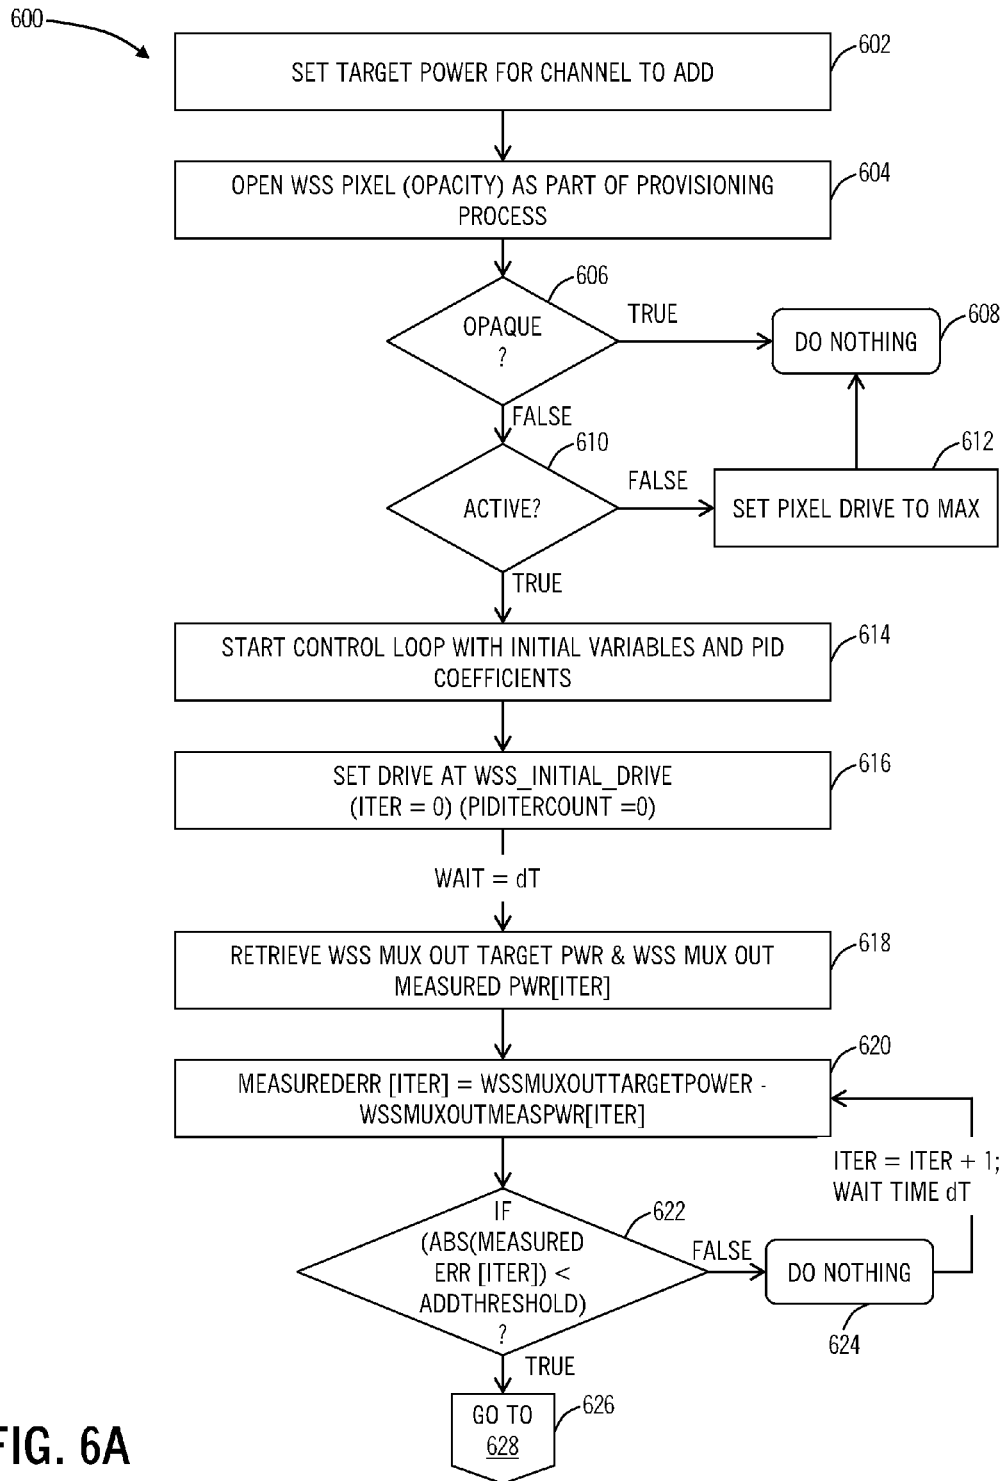 600
SET TARGET POWER FOR CHANNEL TO ADD
602
OPEN WSS PIXEL (OPACITY) AS PART OF PROVISIONING
PROCESS
604
OPAQUE
?
606
TRUE
DO NOTHING
608
FALSE
ACTIVE?
610
FALSE
SET PIXEL DRIVE TO MAX
612
TRUE
START CONTROL LOOP WITH INITIAL VARIABLES AND PID
COEFFICIENTS
614
SET DRIVE AT WSS_INITIAL_DRIVE
(ITER = 0) (PIDITERCOUNT =0)
616
WAIT = dT
RETRIEVE WSS MUX OUT TARGET PWR & WSS MUX OUT
MEASURED PWR[ITER]
618
MEASUREDERR [ITER] = WSSMUXOUTTARGETPOWER -
WSSMUXOUTMEASPWR[ITER]
620
ITER = ITER + 1;
WAIT TIME dT
IF
(ABS(MEASURED
ERR [ITER]) <
ADDTHRESHOLD)
?
622
FALSE
DO NOTHING
624
TRUE
GO TO
628
626
FIG. 6A